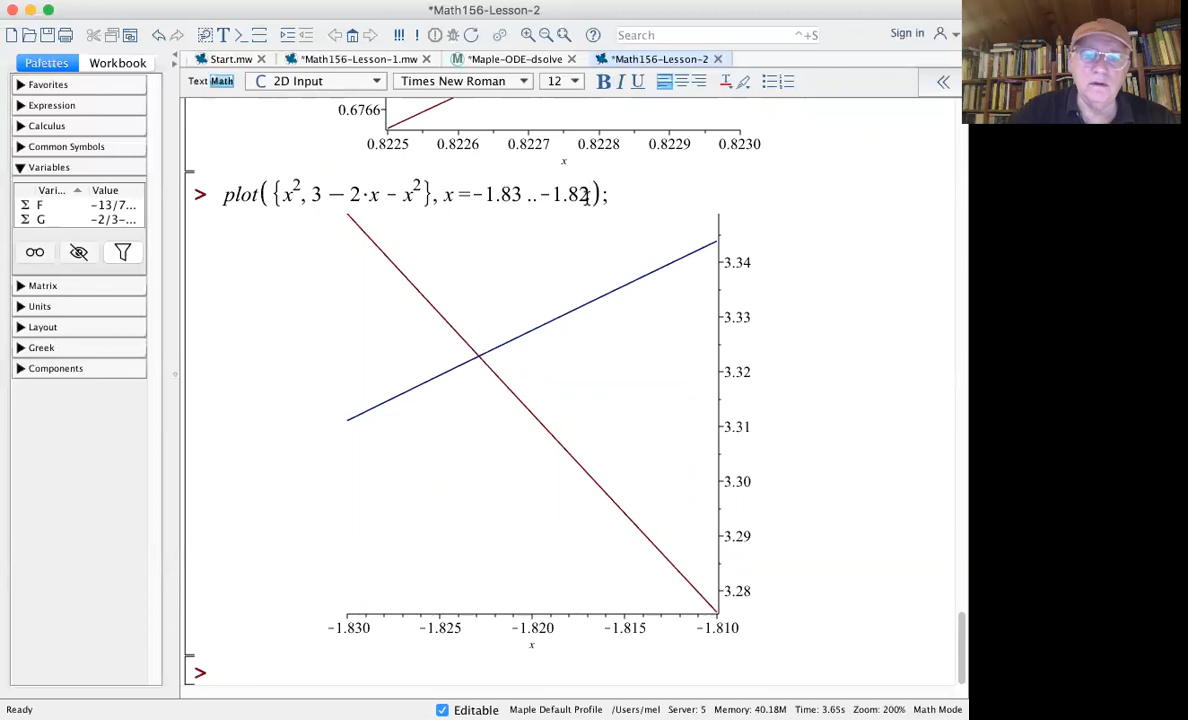 *Math156-Lesson-2
Search ^+S
Sign in
Start.mw *Math156-Lesson-1.mw *Maple-ODE-dsolve *Math156-Lesson-2
Palettes Workbook
Text Math C 2D Input Times New Roman 12 B I U T
Favorites
Expression
Calculus
Common Symbols
Variables
Vari... Value
Σ F -13/7...
Σ G -2/3-...
Matrix
Units
Layout
Greek
Components
0.6766
0.8225 0.8226 0.8227 0.8228 0.8229 0.8230
x
> plot({x², 3 − 2·x − x²}, x = −1.83 .. −1.82);
3.34
3.33
3.32
3.31
3.30
3.29
3.28
-1.830 -1.825 -1.820 -1.815 -1.810
x
>
Ready Editable Maple Default Profile /Users/mel Server: 5 Memory: 40.18M Time: 3.65s Zoom: 200% Math Mode